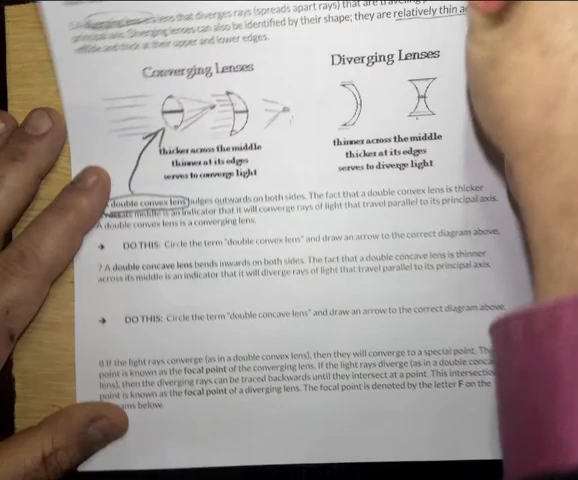 lenses that diverges rays (spreads apart rays) that are
Diverging lenses can also be identified by their shape; they are relatively thin
middle and thick at their upper and lower edges.
Converging Lenses
Diverging Lenses
thicker across the middle
thinner at its edges
serves to converge light
thinner across the middle
thicker at its edges
serves to diverge light
double convex lens bulges outwards on both sides. The fact that a double convex lens is thicker
its middle is an indicator that it will converge rays of light that travel parallel to its principal axis.
A double convex lens is a converging lens.
➔ DO THIS: Circle the term "double convex lens" and draw an arrow to the correct diagram above.
7 A double concave lens bends inwards on both sides. The fact that a double concave lens is thinner
across its middle is an indicator that it will diverge rays of light that travel parallel to its principal axis.
➔ DO THIS: Circle the term "double concave lens" and draw an arrow to the correct diagram above.
If the light rays converge (as in a double convex lens), then they will converge to a special point.
point is known as the focal point of the converging lens. If the light rays diverge (as in a double
lens), then the diverging rays can be traced backwards until they intersect at a point. This
point is known as the focal point of a diverging lens. The focal point is denoted by the letter F on the
below.